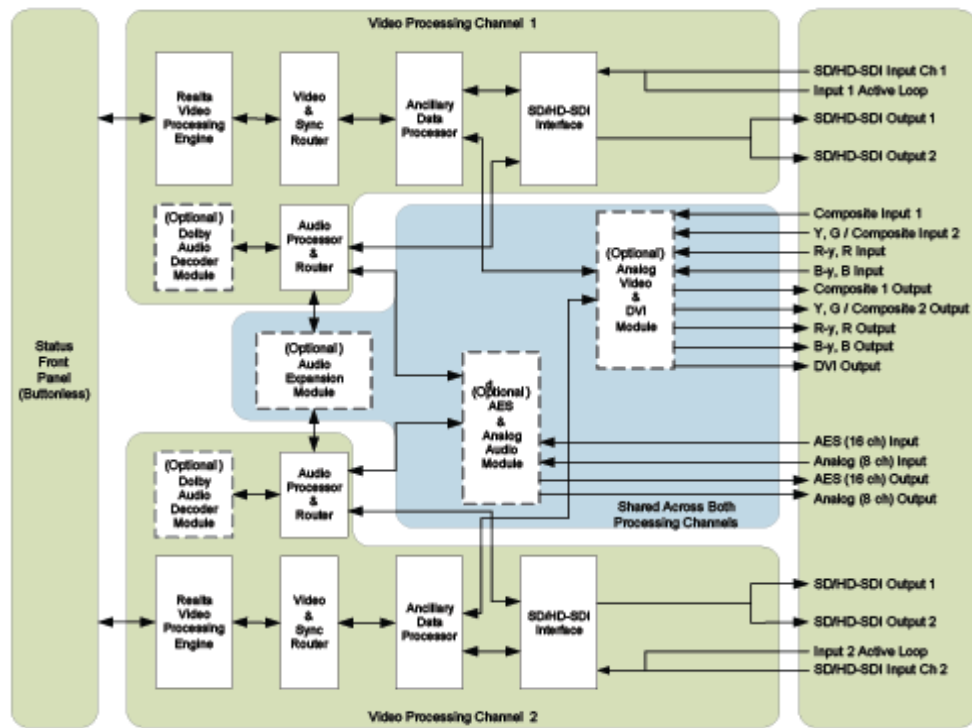 Video Processing Channel 1
Realta
Video
Processing
Engine
Video
&
Sync
Router
Ancillary
Data
Processor
SD/HD-SDI
Interface
SD/HD-SDI Input Ch 1
Input 1 Active Loop
SD/HD-SDI Output 1
SD/HD-SDI Output 2
(Optional)
Dolby
Audio
Decoder
Module
Audio
Processor
&
Router
(Optional)
Analog
Video
&
DVI
Module
Composite Input 1
Y, G / Composite Input 2
R-y, R Input
B-y, B Input
Composite 1 Output
Y, G / Composite 2 Output
R-y, R Output
B-y, B Output
DVI Output
Status
Front
Panel
(Buttonless)
(Optional)
Audio
Expansion
Module
(Optional)
AES
&
Analog
Audio
Module
AES (16 ch) Input
Analog (8 ch) Input
AES (16 ch) Output
Analog (8 ch) Output
(Optional)
Dolby
Audio
Decoder
Module
Audio
Processor
&
Router
Shared Across Both
Processing Channels
Realta
Video
Processing
Engine
Video
&
Sync
Router
Ancillary
Data
Processor
SD/HD-SDI
Interface
SD/HD-SDI Output 1
SD/HD-SDI Output 2
Input 2 Active Loop
SD/HD-SDI Input Ch 2
Video Processing Channel 2